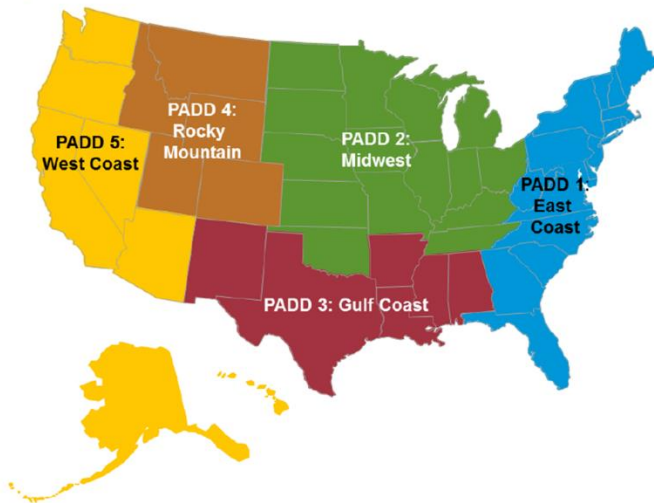 PADD 5:
West Coast
PADD 4:
Rocky
Mountain
PADD 2:
Midwest
PADD 1:
East
Coast
PADD 3: Gulf Coast